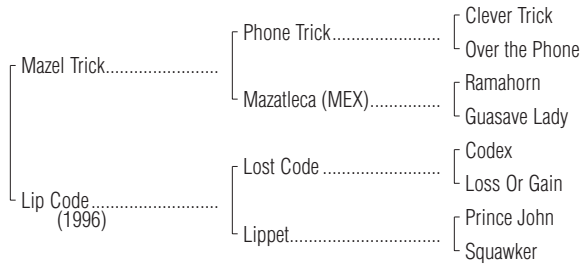 Clever Trick
Phone Trick
Over the Phone
Mazel Trick
Ramahorn
Mazatleca (MEX)
Guasave Lady
Codex
Lost Code
Loss Or Gain
Lip Code
(1996)
Prince John
Lippet
Squawker